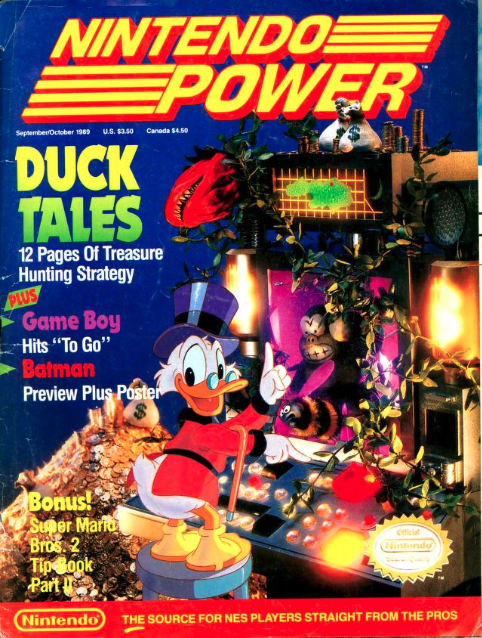 NINTENDO
POWER™
September/October 1989 U.S. $3.50 Canada $4.50
DUCK
TALES
12 Pages Of Treasure
Hunting Strategy
PLUS
Game Boy
Hits "To Go"
Batman
Preview Plus Poster
$
$
Bonus!
Super Mario
Bros. 2
Tip Book
Part II
Official
Nintendo
TM
Nintendo
THE SOURCE FOR NES PLAYERS STRAIGHT FROM THE PROS